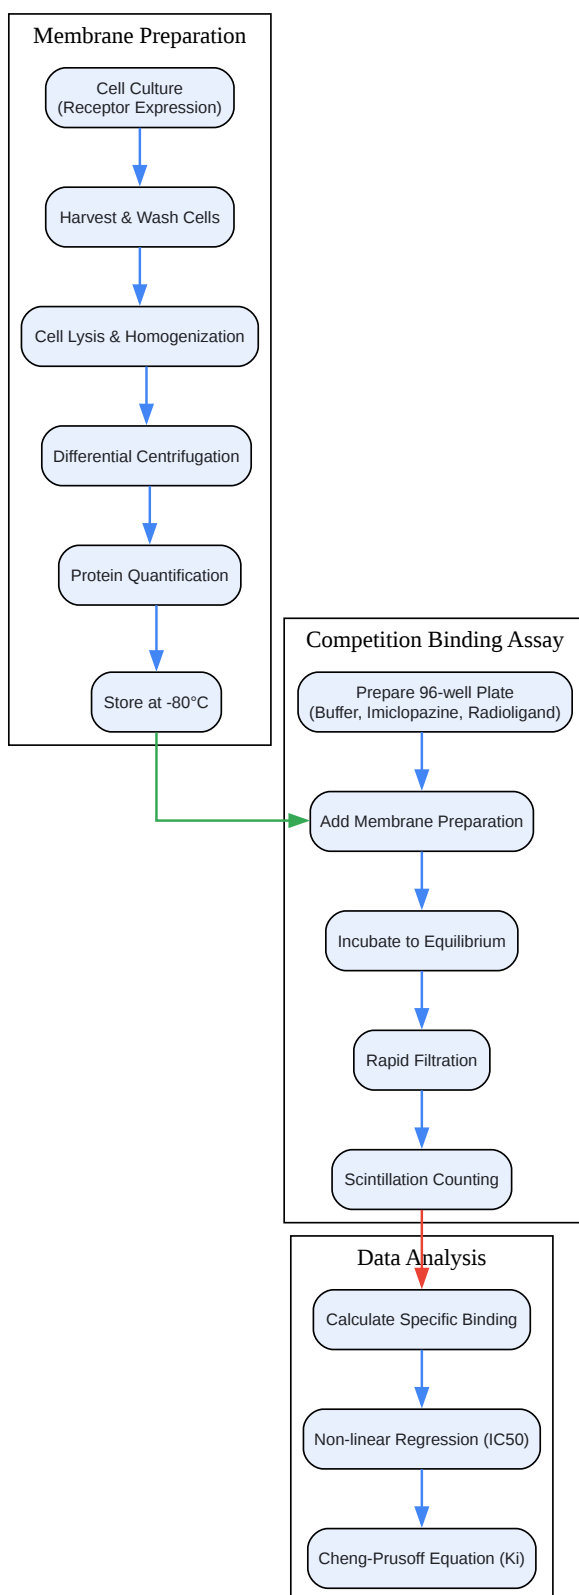 Membrane Preparation
Cell Culture
(Receptor Expression)
Harvest & Wash Cells
Cell Lysis & Homogenization
Differential Centrifugation
Protein Quantification
Store at -80°C
Competition Binding Assay
Prepare 96-well Plate
(Buffer, Imiclopazine, Radioligand)
Add Membrane Preparation
Incubate to Equilibrium
Rapid Filtration
Scintillation Counting
Data Analysis
Calculate Specific Binding
Non-linear Regression (IC50)
Cheng-Prusoff Equation (Ki)